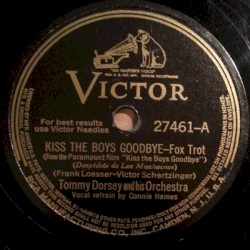 "HIS MASTER'S VOICE"
VICTOR
For best results
use Victor Needles
27461-A
KISS THE BOYS GOODBYE—Fox Trot
(From the Paramount film "Kiss the Boys Goodbye")
(Despedida de Los Muchachos)
(Frank Loesser-Victor Schertzinger)
Tommy Dorsey and his Orchestra
Vocal refrain by Connie Haines
CAMDEN, N. J.